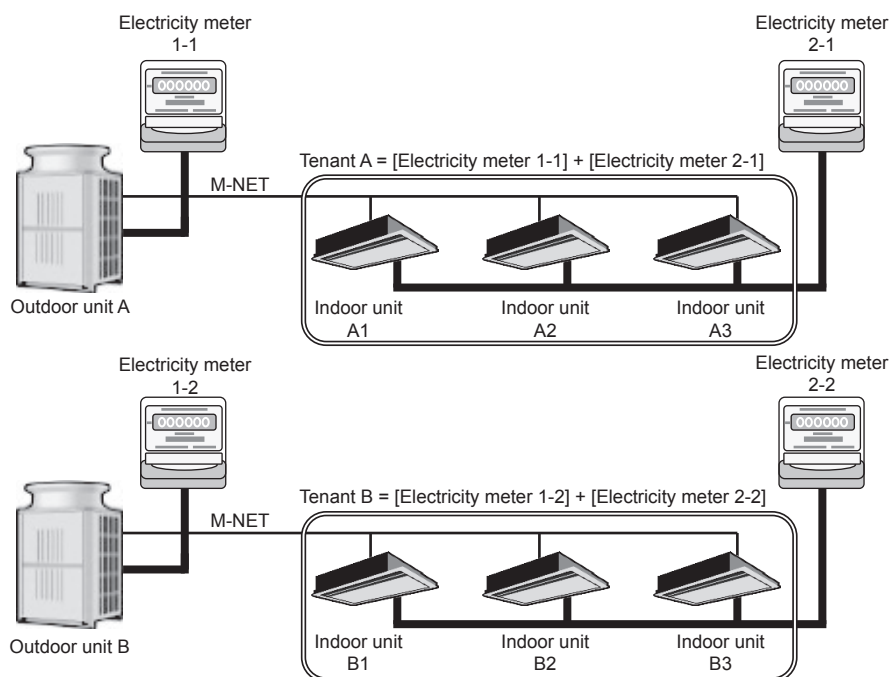 Electricity meter
1-1
Electricity meter
2-1
000000
000000
Tenant A = [Electricity meter 1-1] + [Electricity meter 2-1]
M-NET
Outdoor unit A
Indoor unit
A1
Indoor unit
A2
Indoor unit
A3
Electricity meter
1-2
Electricity meter
2-2
000000
000000
Tenant B = [Electricity meter 1-2] + [Electricity meter 2-2]
M-NET
Outdoor unit B
Indoor unit
B1
Indoor unit
B2
Indoor unit
B3